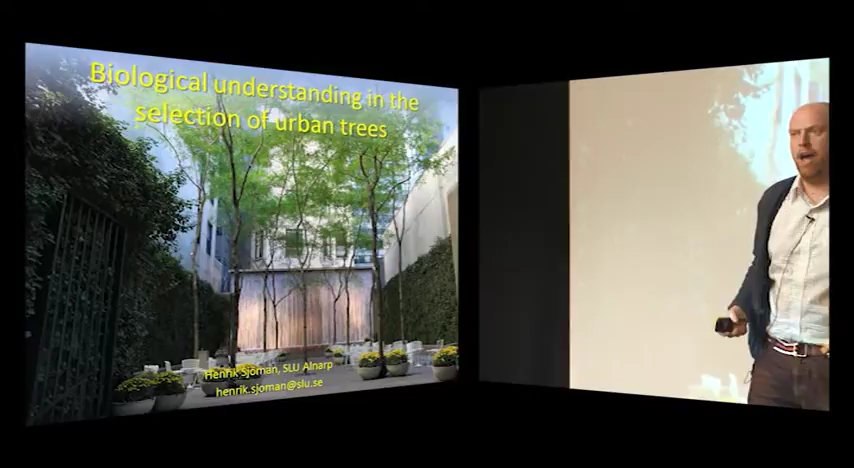 Biological understanding in the
selection of urban trees
Henrik Sjöman, SLU Alnarp
henrik.sjoman@slu.se